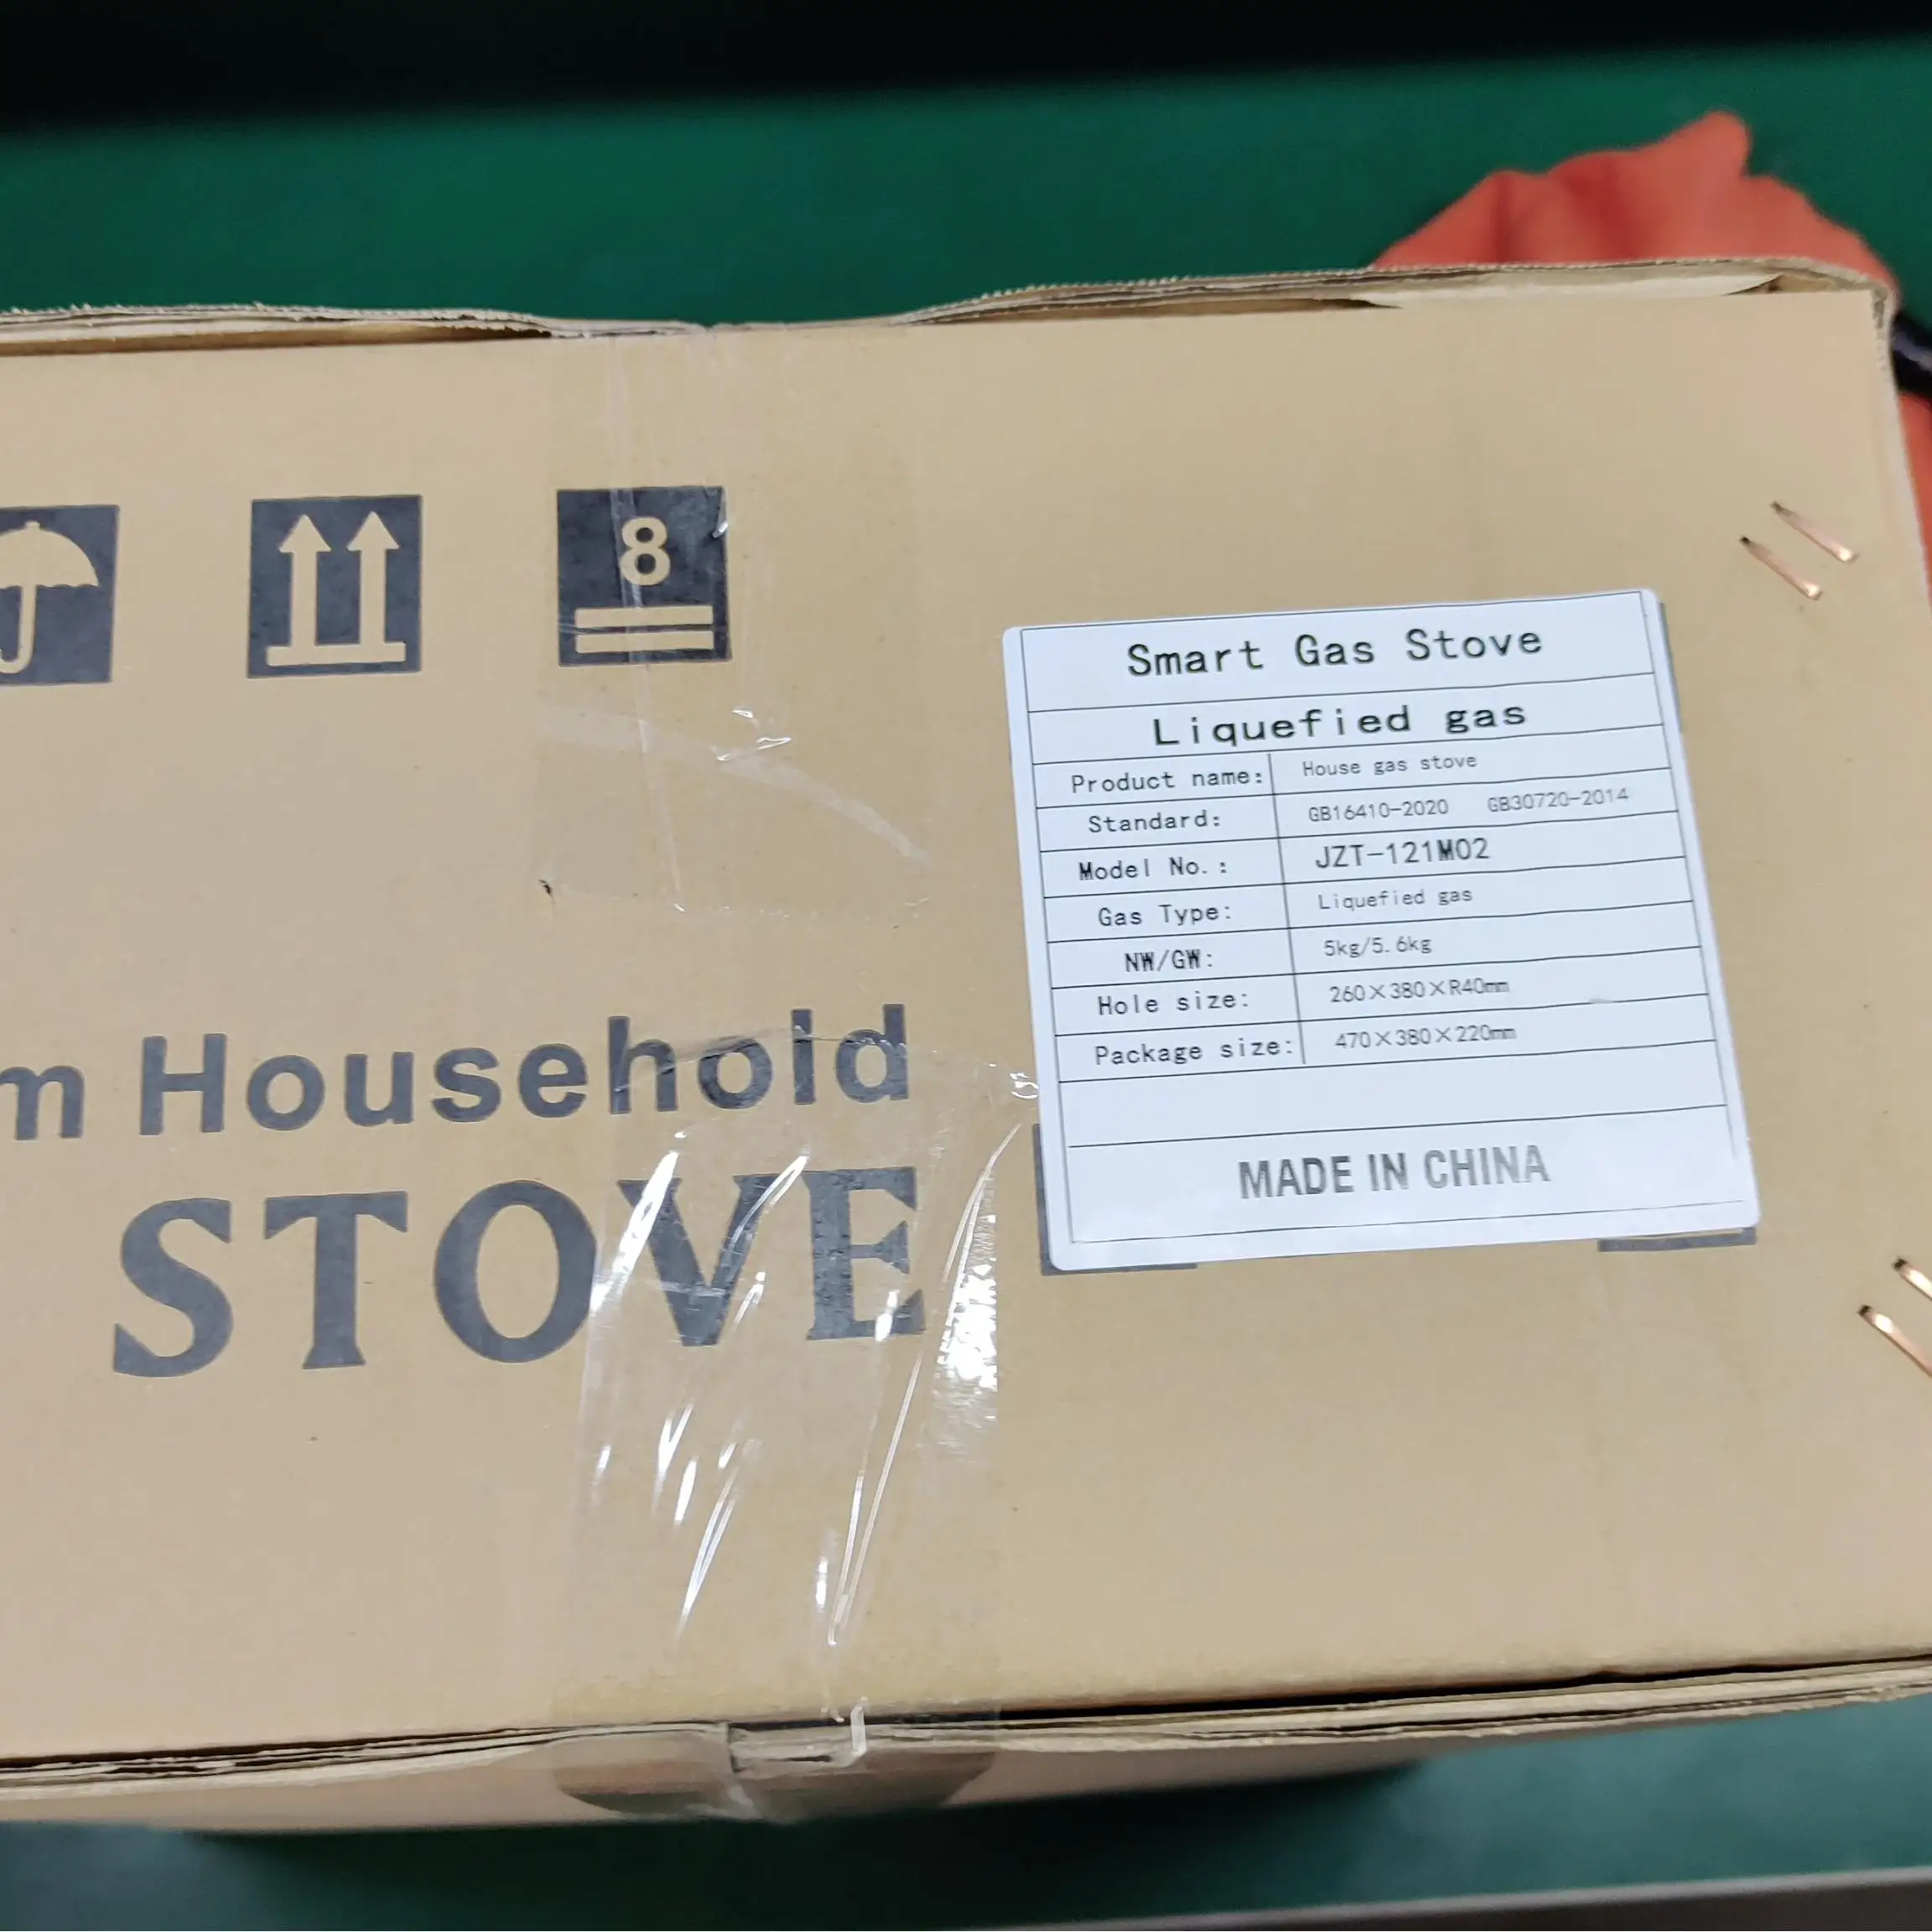 8
m Household
STOVE
Smart Gas Stove
Liquefied gas
Product name: House gas stove
Standard: GB16410-2020 GB30720-2014
Model No.: JZT-121M02
Gas Type: Liquefied gas
NW/GW: 5kg/5.6kg
Hole size: 260×380×R40mm
Package size: 470×380×220mm
MADE IN CHINA